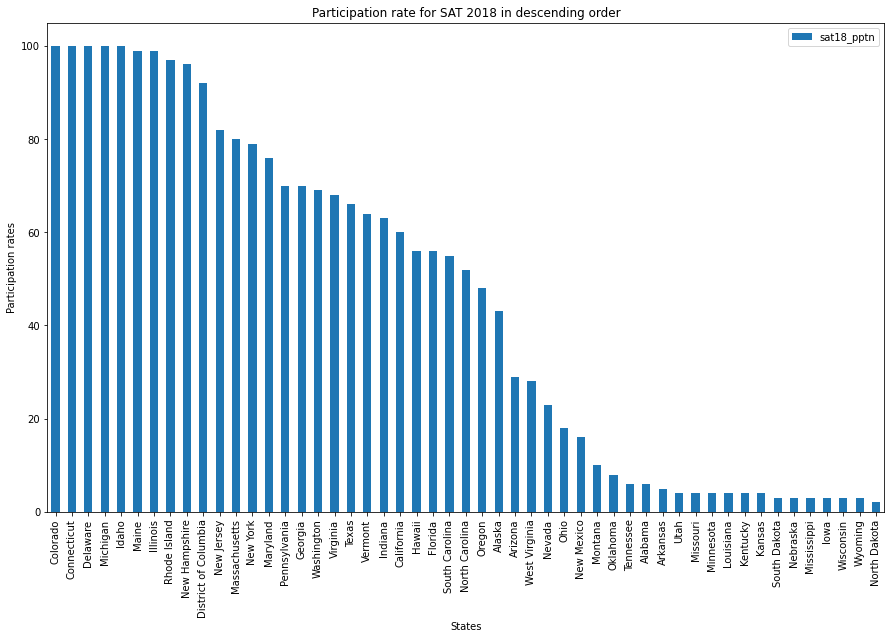 Participation rate for SAT 2018 in descending order
sat18_pptn
Participation rates
100
80
60
40
20
0
Colorado
Connecticut
Delaware
Michigan
Idaho
Maine
Illinois
Rhode Island
New Hampshire
District of Columbia
New Jersey
Massachusetts
New York
Maryland
Pennsylvania
Georgia
Washington
Virginia
Texas
Vermont
Indiana
California
Hawaii
Florida
South Carolina
North Carolina
Oregon
Alaska
Arizona
West Virginia
Nevada
Ohio
New Mexico
Montana
Oklahoma
Tennessee
Alabama
Arkansas
Utah
Missouri
Minnesota
Louisiana
Kentucky
Kansas
South Dakota
Nebraska
Mississippi
Iowa
Wisconsin
Wyoming
North Dakota
States